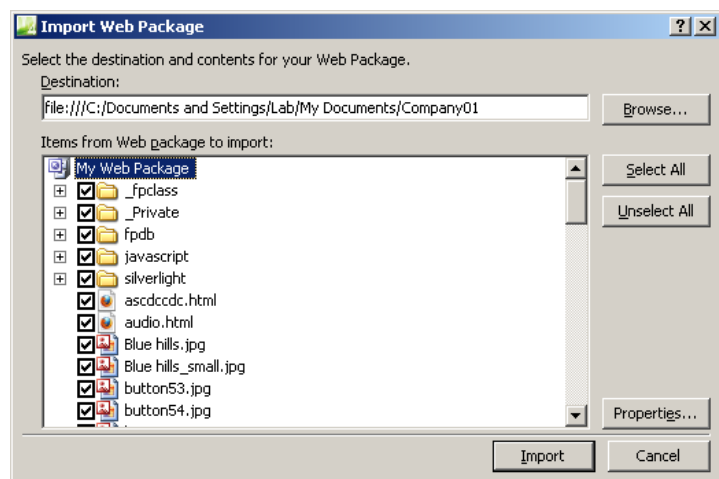 Import Web Package
Select the destination and contents for your Web Package.
Destination:
file:///C:/Documents and Settings/Lab/My Documents/Company01
Browse...
Items from Web package to import:
My Web Package
Select All
_fpclass
_Private
Unselect All
fpdb
javascript
silverlight
ascdccdc.html
audio.html
Blue hills.jpg
Blue hills_small.jpg
button53.jpg
button54.jpg
Properties...
Import
Cancel